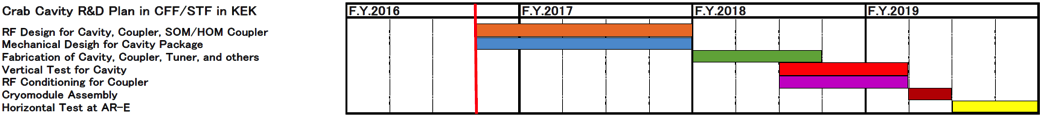 Crab Cavity R&D Plan in CFF/STF in KEK
F.Y.2016 F.Y.2017 F.Y.2018 F.Y.2019
RF Design for Cavity, Coupler, SOM/HOM Coupler
Mechanical Desigh for Cavity Package
Fabrication of Cavity, Coupler, Tuner, and others
Vertical Test for Cavity
RF Conditioning for Coupler
Cryomodule Assembly
Horizontal Test at AR-E